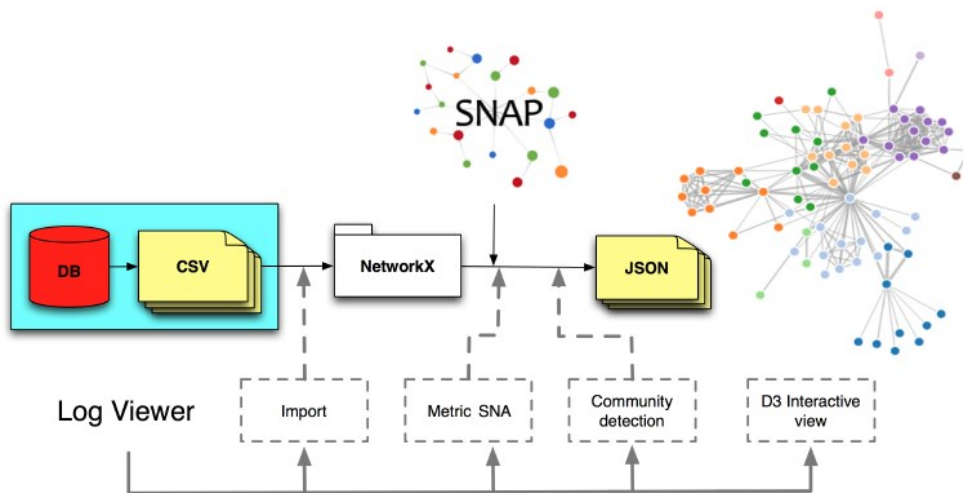 SNAP
DB
CSV
NetworkX
JSON
Log Viewer
Import
Metric SNA
Community
detection
D3 Interactive
view